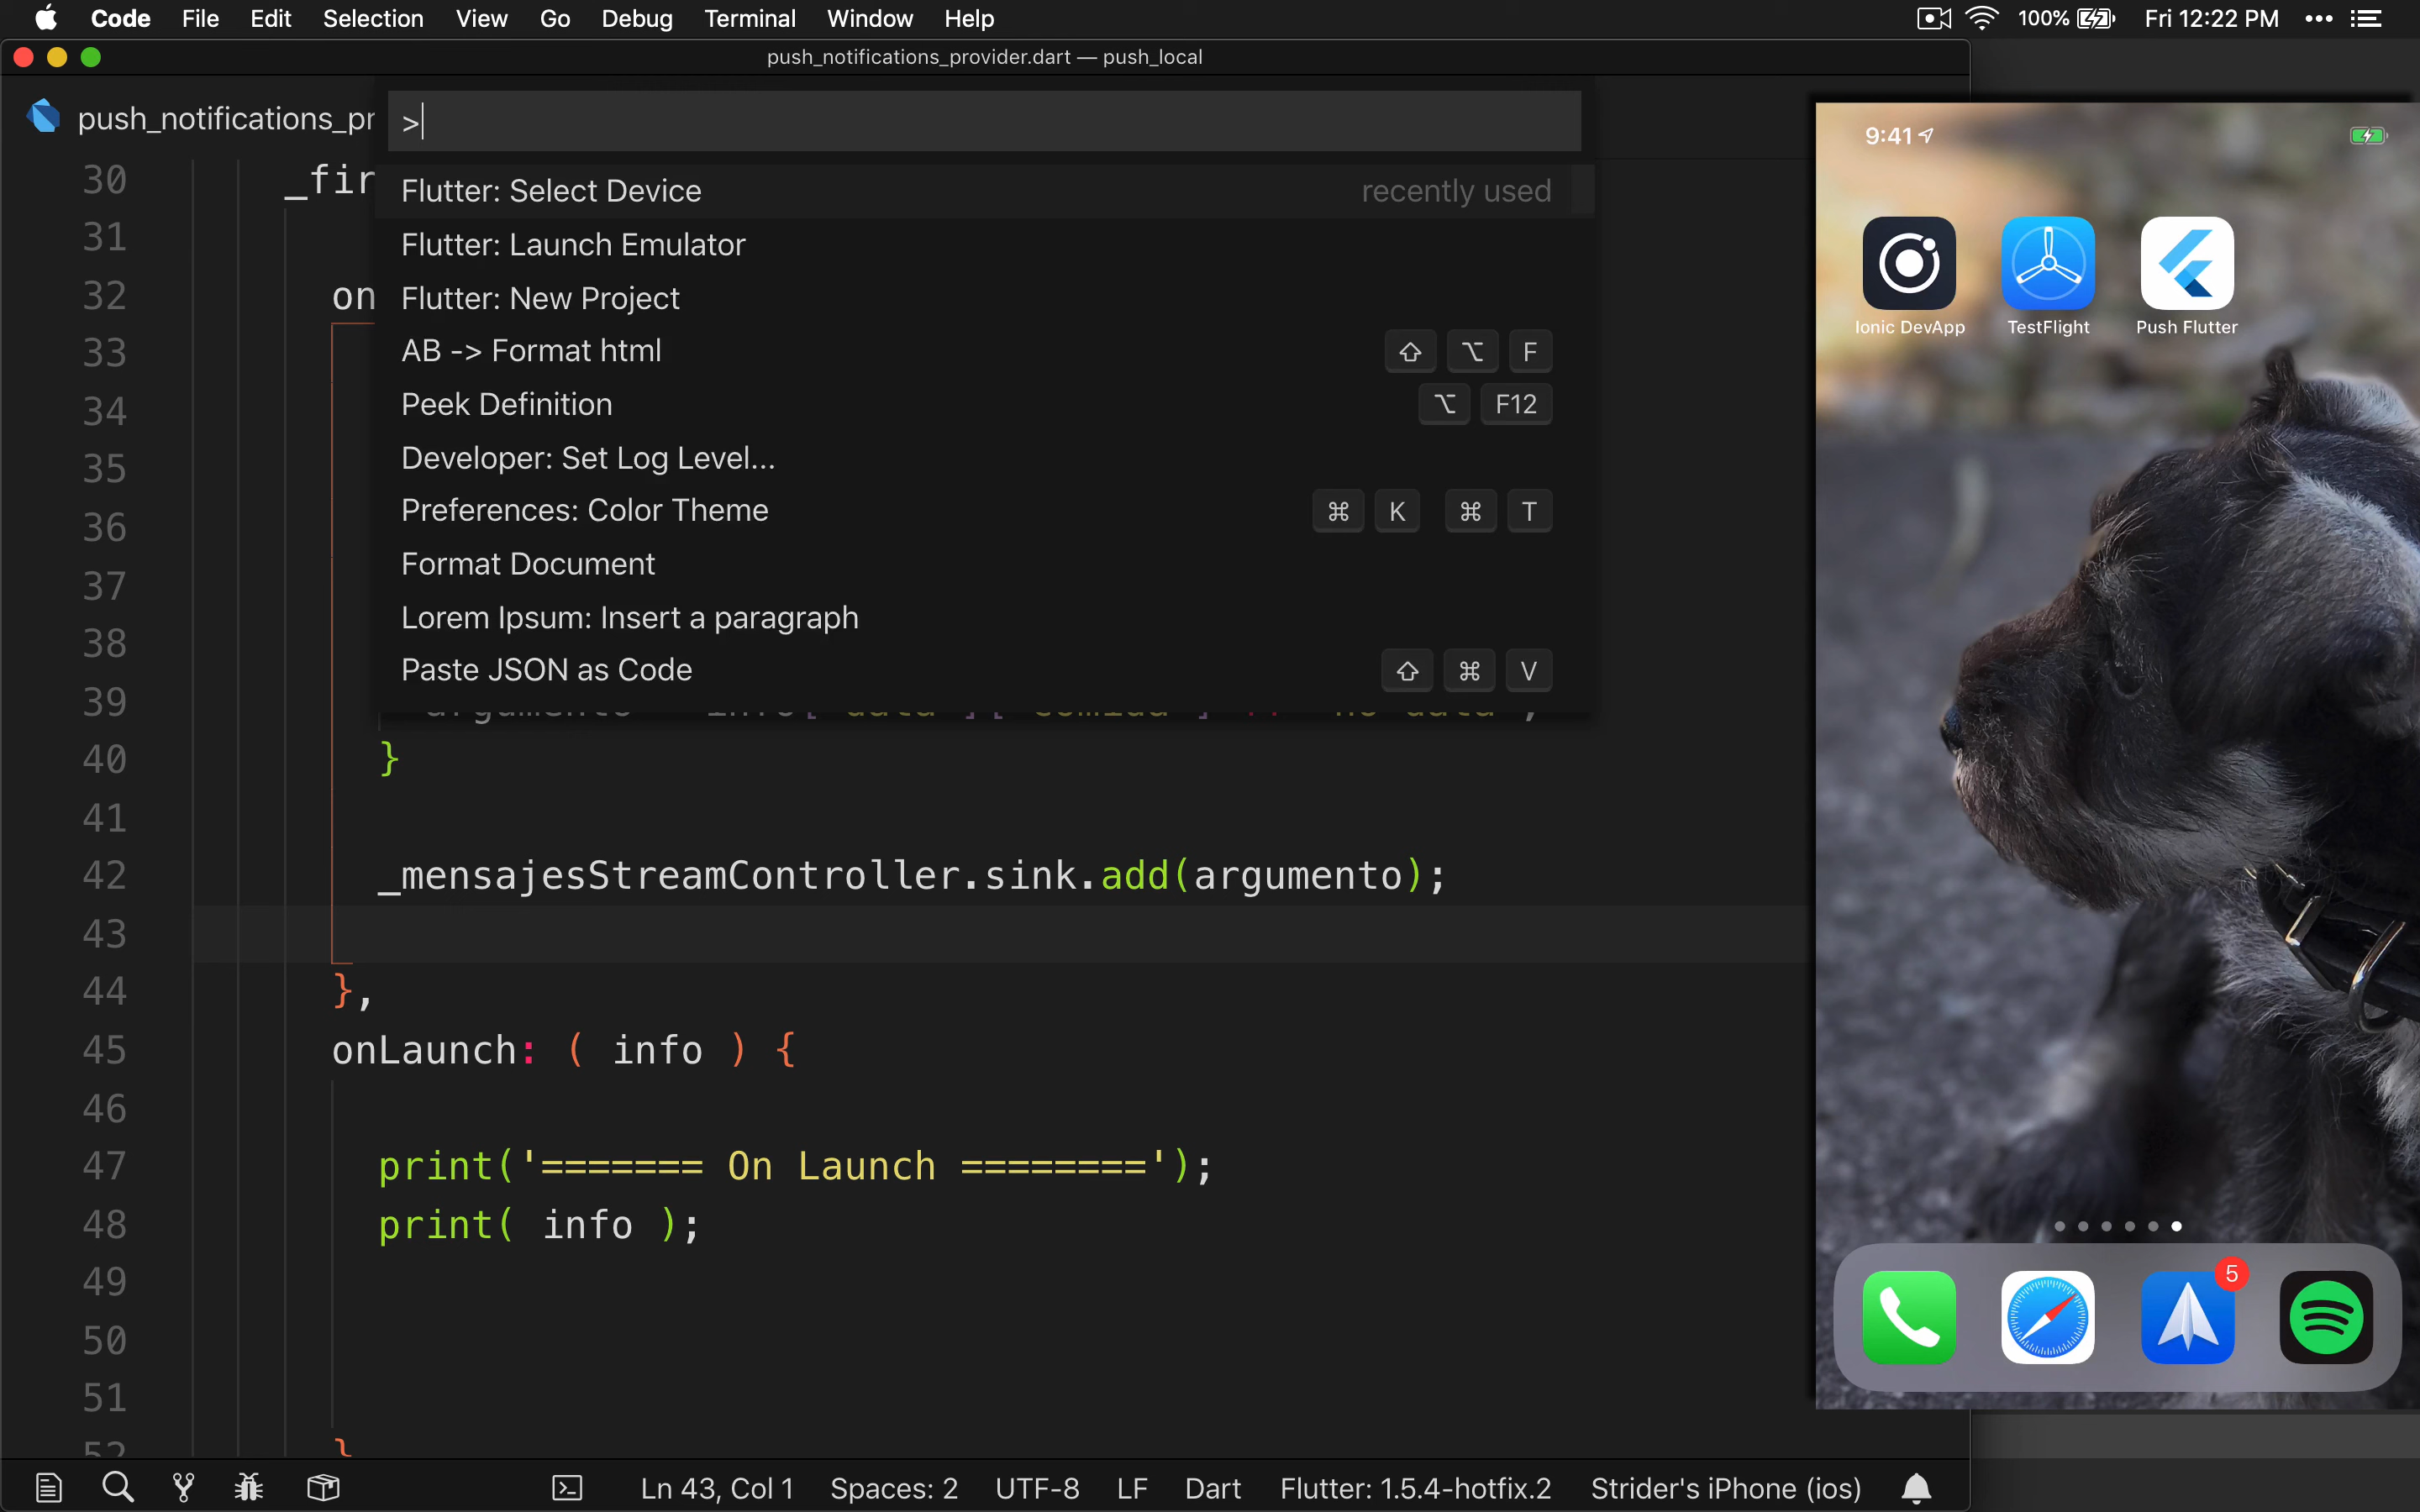 Code File Edit Selection View Go Debug Terminal Window Help 100% Fri 12:22 PM
push_notifications_provider.dart — push_local
push_notifications_pr
>
30 _fir
Flutter: Select Device recently used
31
Flutter: Launch Emulator
32 on
Flutter: New Project
33
AB -> Format html ⇧ ⌥ F
34
Peek Definition ⌥ F12
35
Developer: Set Log Level...
36
Preferences: Color Theme ⌘ K ⌘ T
37
Format Document
38
Lorem Ipsum: Insert a paragraph
Paste JSON as Code ⇧ ⌘ V
39
40 }
41
42 _mensajesStreamController.sink.add(argumento);
43
44 },
45 onLaunch: ( info ) {
46
47 print('======= On Launch ========');
48 print( info );
49
50
51
52 }
Ln 43, Col 1 Spaces: 2 UTF-8 LF Dart Flutter: 1.5.4-hotfix.2 Strider's iPhone (ios)
9:41
Ionic DevApp TestFlight Push Flutter
5